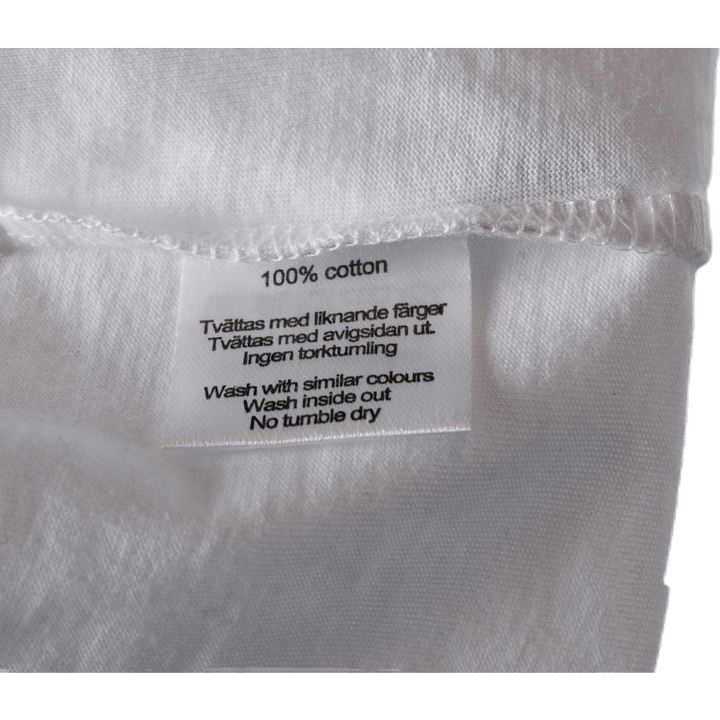 100% cotton
Tvättas med liknande färger
Tvättas med avigsidan ut.
Ingen torktumling
Wash with similar colours
Wash inside out
No tumble dry